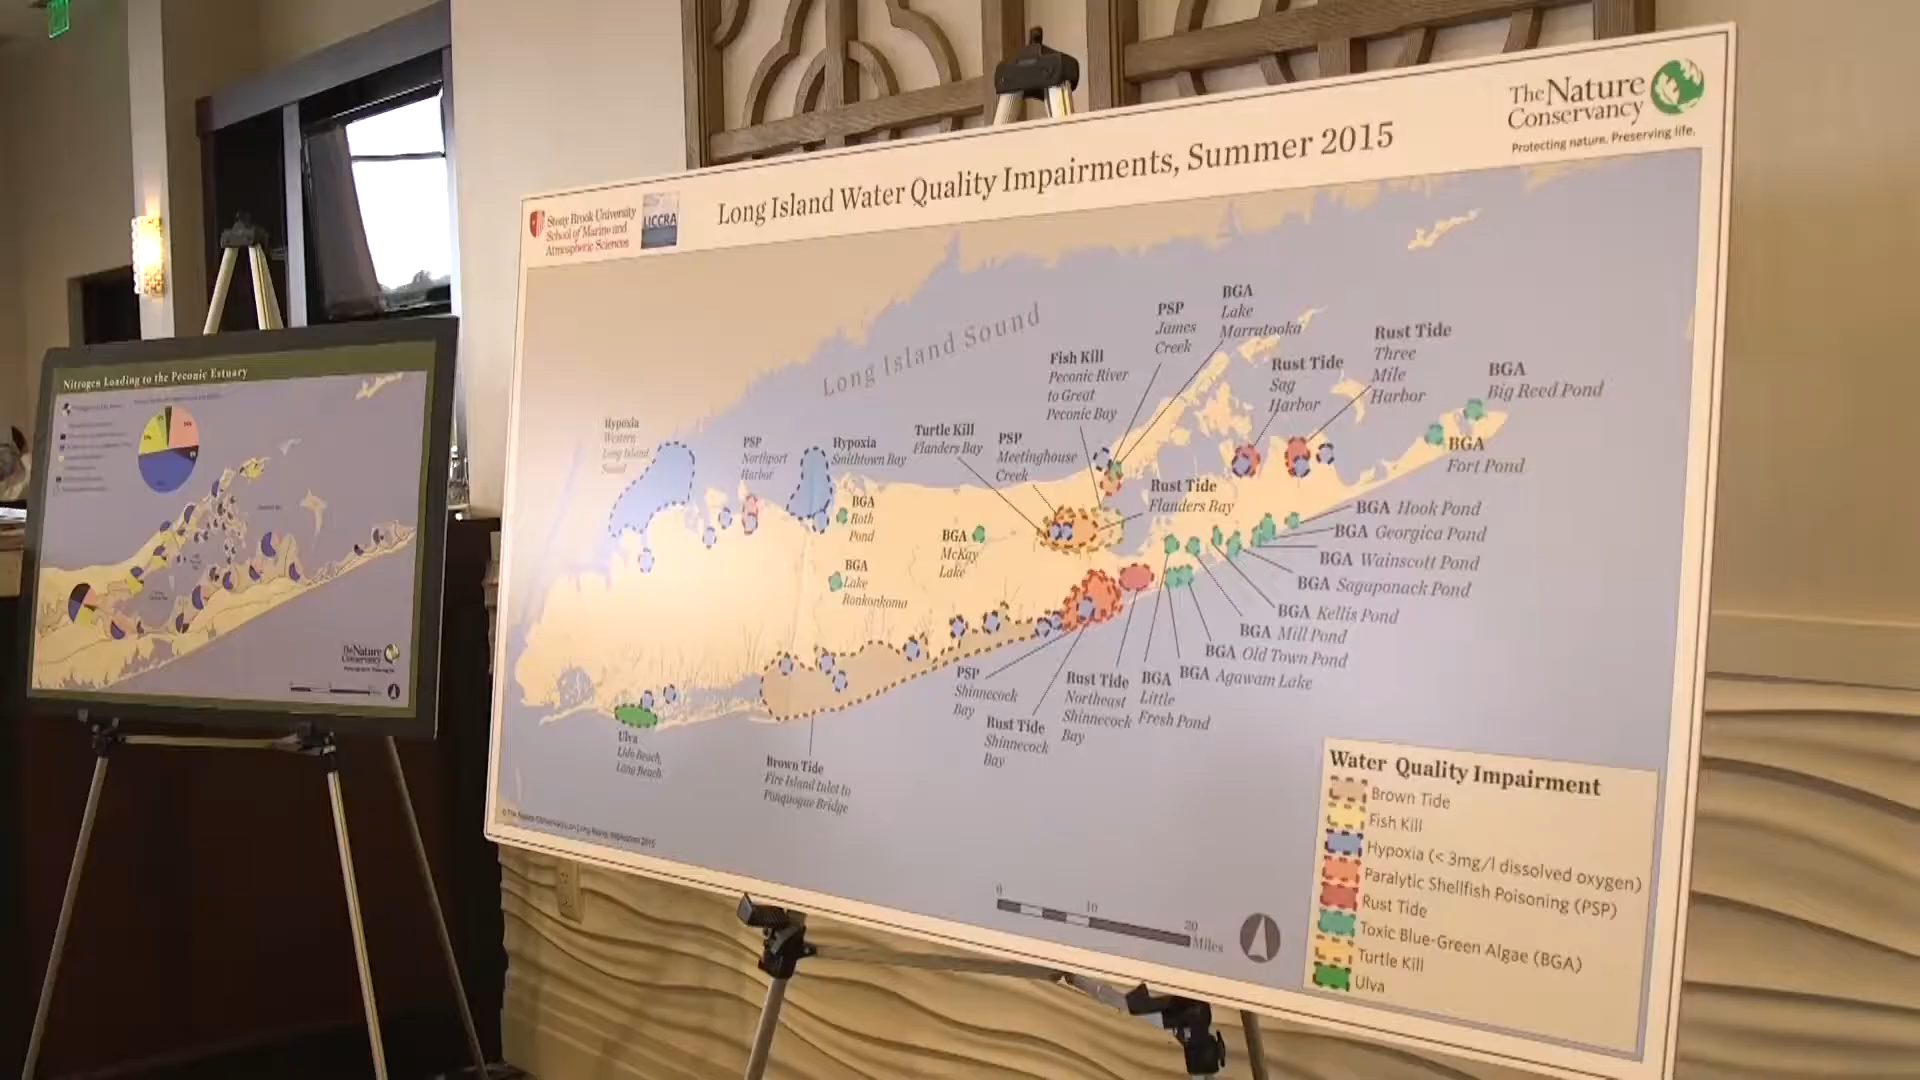 Nitrogen Loading to the Peconic Estuary
The Nature
Conservancy
Stony Brook University
School of Marine and
Atmospheric Sciences
LICCRA
Long Island Water Quality Impairments, Summer 2015
The Nature
Conservancy
Protecting nature. Preserving life.
Long Island Sound
Hypoxia
Western
Long Island
Sound
PSP
Northport
Harbor
Hypoxia
Smithtown Bay
Turtle Kill
Flanders Bay
PSP
Meetinghouse
Creek
Fish Kill
Peconic River
to Great
Peconic Bay
PSP
James
Creek
BGA
Lake
Marratooka
Rust Tide
Sag
Harbor
Rust Tide
Three
Mile
Harbor
BGA
Big Reed Pond
BGA
Fort Pond
Rust Tide
Flanders Bay
BGA
Roth
Pond
BGA
Lake
Ronkonkoma
BGA
McKay
Lake
BGA Hook Pond
BGA Georgica Pond
BGA Wainscott Pond
BGA Sagaponack Pond
BGA Kellis Pond
BGA Mill Pond
BGA Old Town Pond
BGA Agawam Lake
BGA
Little
Fresh Pond
Rust Tide
Northeast
Shinnecock
Bay
Rust Tide
Shinnecock
Bay
PSP
Shinnecock
Bay
Brown Tide
Fire Island Inlet to
Ponquogue Bridge
Ulva
Lido Beach,
Long Beach
0 10 20
Miles
Water Quality Impairment
Brown Tide
Fish Kill
Hypoxia (< 3mg/l dissolved oxygen)
Paralytic Shellfish Poisoning (PSP)
Rust Tide
Toxic Blue-Green Algae (BGA)
Turtle Kill
Ulva